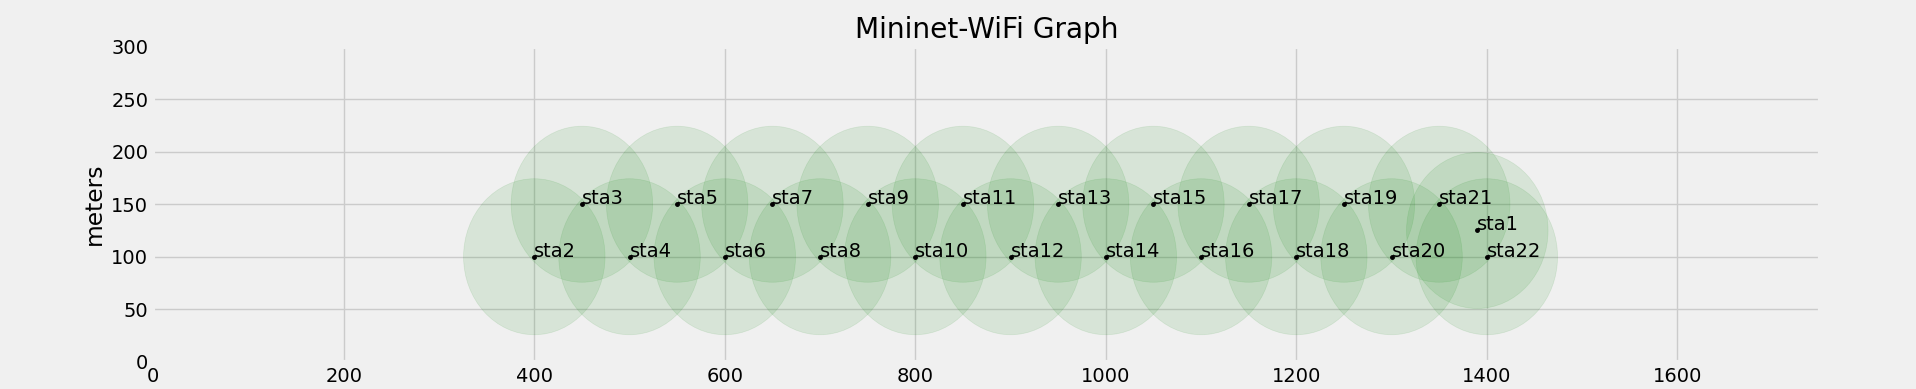 Mininet-WiFi Graph
300
250
200
150
100
50
0
meters
sta3 sta5 sta7 sta9 sta11 sta13 sta15 sta17 sta19 sta21
sta1
sta2 sta4 sta6 sta8 sta10 sta12 sta14 sta16 sta18 sta20 sta22
0 200 400 600 800 1000 1200 1400 1600